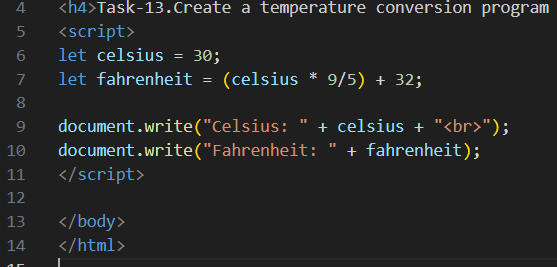 4 <h4>Task-13.Create a temperature conversion program
5 <script>
6 let celsius = 30;
7 let fahrenheit = (celsius * 9/5) + 32;
8
9 document.write("Celsius: " + celsius + "<br>");
10 document.write("Fahrenheit: " + fahrenheit);
11 </script>
12
13 </body>
14 </html>
15